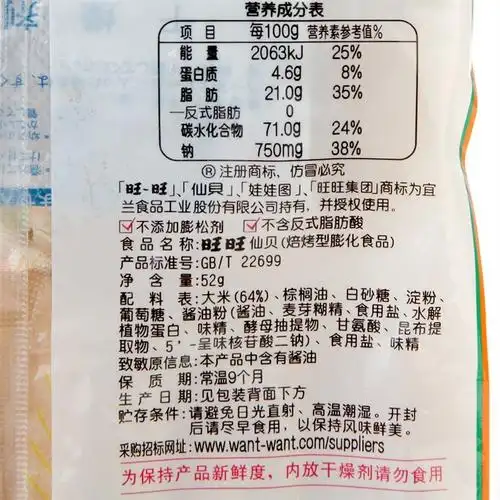 营养成分表
项 目 每100g 营养素参考值%
能 量 2063kJ 25%
蛋白质 4.6g 8%
脂 肪 21.0g 35%
—反式脂肪 0
碳水化合物 71.0g 24%
钠 750mg 38%
®注册商标、仿冒必究
「旺-旺」、「仙贝」、「娃娃图」、「旺旺集团」商标为宜
兰食品工业股份有限公司持有，并授权使用。
不添加膨松剂 不含反式脂肪酸
食品名称:旺旺仙贝(焙烤型膨化食品)
产品标准号: GB/T 22699
净 含 量: 52g
配 料 表: 大米(64%)、棕榈油、白砂糖、淀粉、
葡萄糖、酱油粉(酱油、麦芽糊精、食用盐、水解
植物蛋白、味精、酵母抽提物、甘氨酸、昆布提
取物、5'-呈味核苷酸二钠)、食用盐、味精
致敏原信息: 本产品中含有酱油
保 质 期: 常温9个月
生产日期: 见包装背面下方
贮存条件: 请避免日光直射、高温潮湿。开封
后请尽早食用，以保持风味鲜美。
采购招标网址: www.want-want.com/suppliers
为保持产品新鲜度，内放干燥剂请勿食用